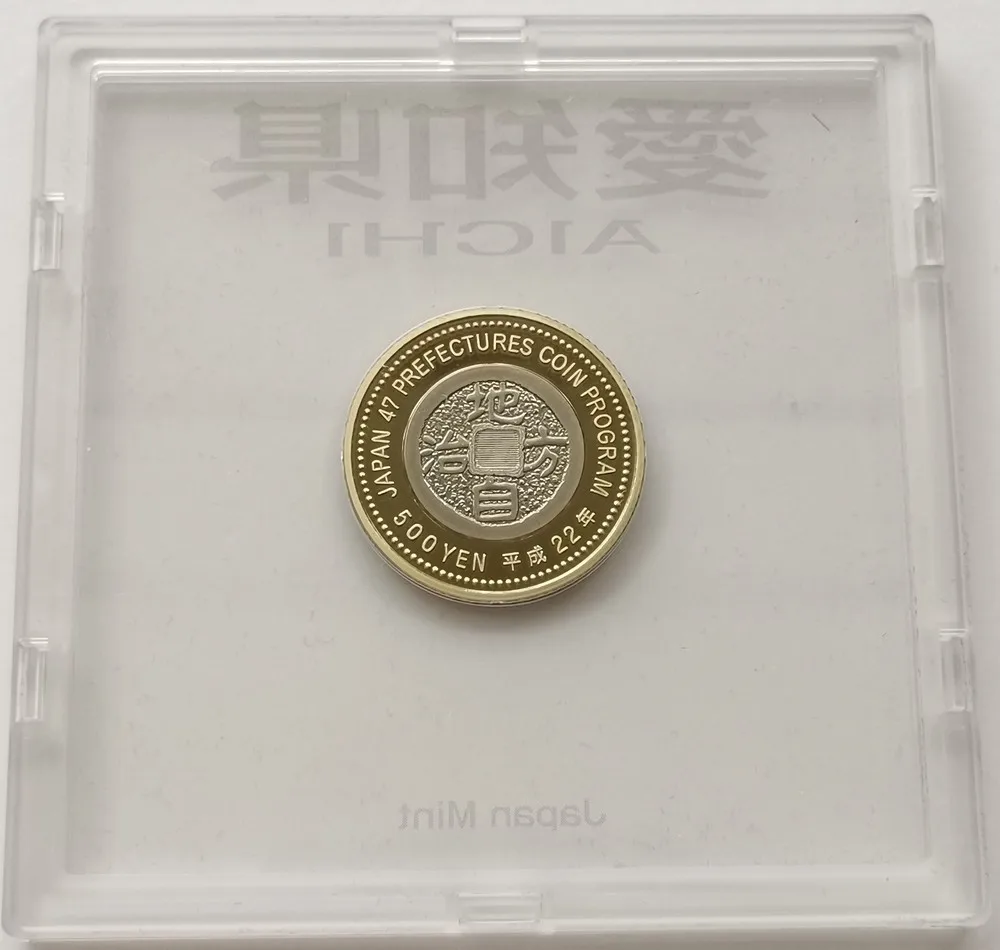 愛知県
AICHI
JAPAN 47 PREFECTURES COIN PROGRAM
地方自治
500 YEN 平成22年
Japan Mint